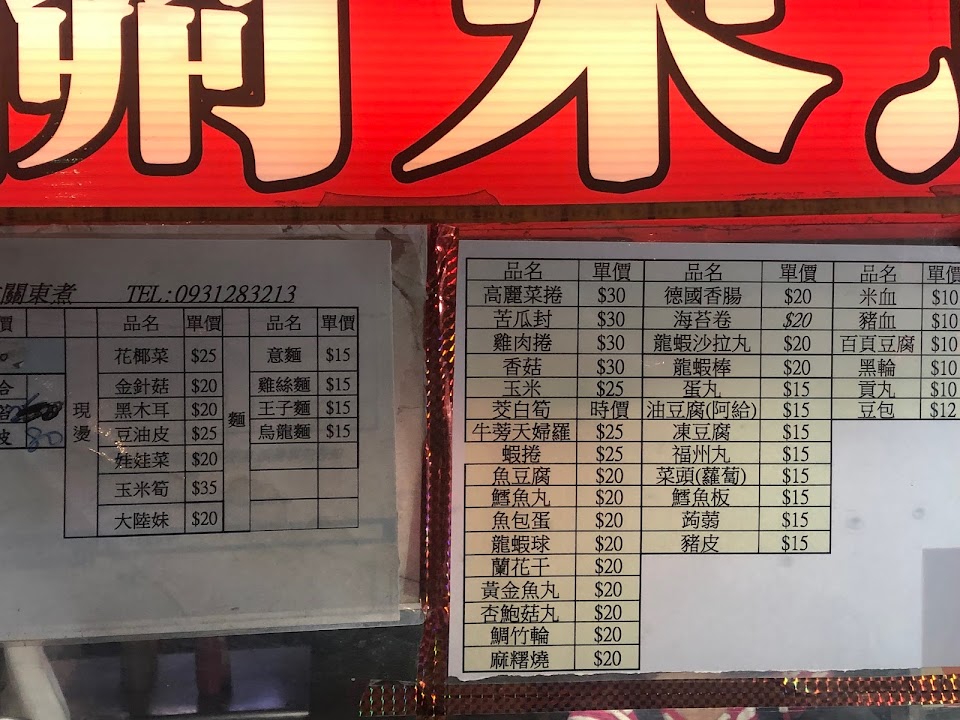 關東煮
關東煮 TEL:0931283213
價 品名 單價 品名 單價
花椰菜 $25 意麵 $15
金針菇 $20 雞絲麵 $15
現燙 黑木耳 $20 麵 王子麵 $15
80 豆油皮 $25 烏龍麵 $15
娃娃菜 $20
玉米筍 $35
大陸妹 $20
品名 單價 品名 單價 品名 單價
高麗菜捲 $30 德國香腸 $20 米血 $10
苦瓜封 $30 海苔卷 $20 豬血 $10
雞肉捲 $30 龍蝦沙拉丸 $20 百頁豆腐 $10
香菇 $30 龍蝦棒 $20 黑輪 $10
玉米 $25 蛋丸 $15 貢丸 $10
茭白筍 時價 油豆腐(阿給) $15 豆包 $12
牛蒡天婦羅 $25 凍豆腐 $15
蝦捲 $25 福州丸 $15
魚豆腐 $20 菜頭(蘿蔔) $15
鱈魚丸 $20 鱈魚板 $15
魚包蛋 $20 蒟蒻 $15
龍蝦球 $20 豬皮 $15
蘭花干 $20
黃金魚丸 $20
杏鮑菇丸 $20
鯛竹輪 $20
麻糬燒 $20